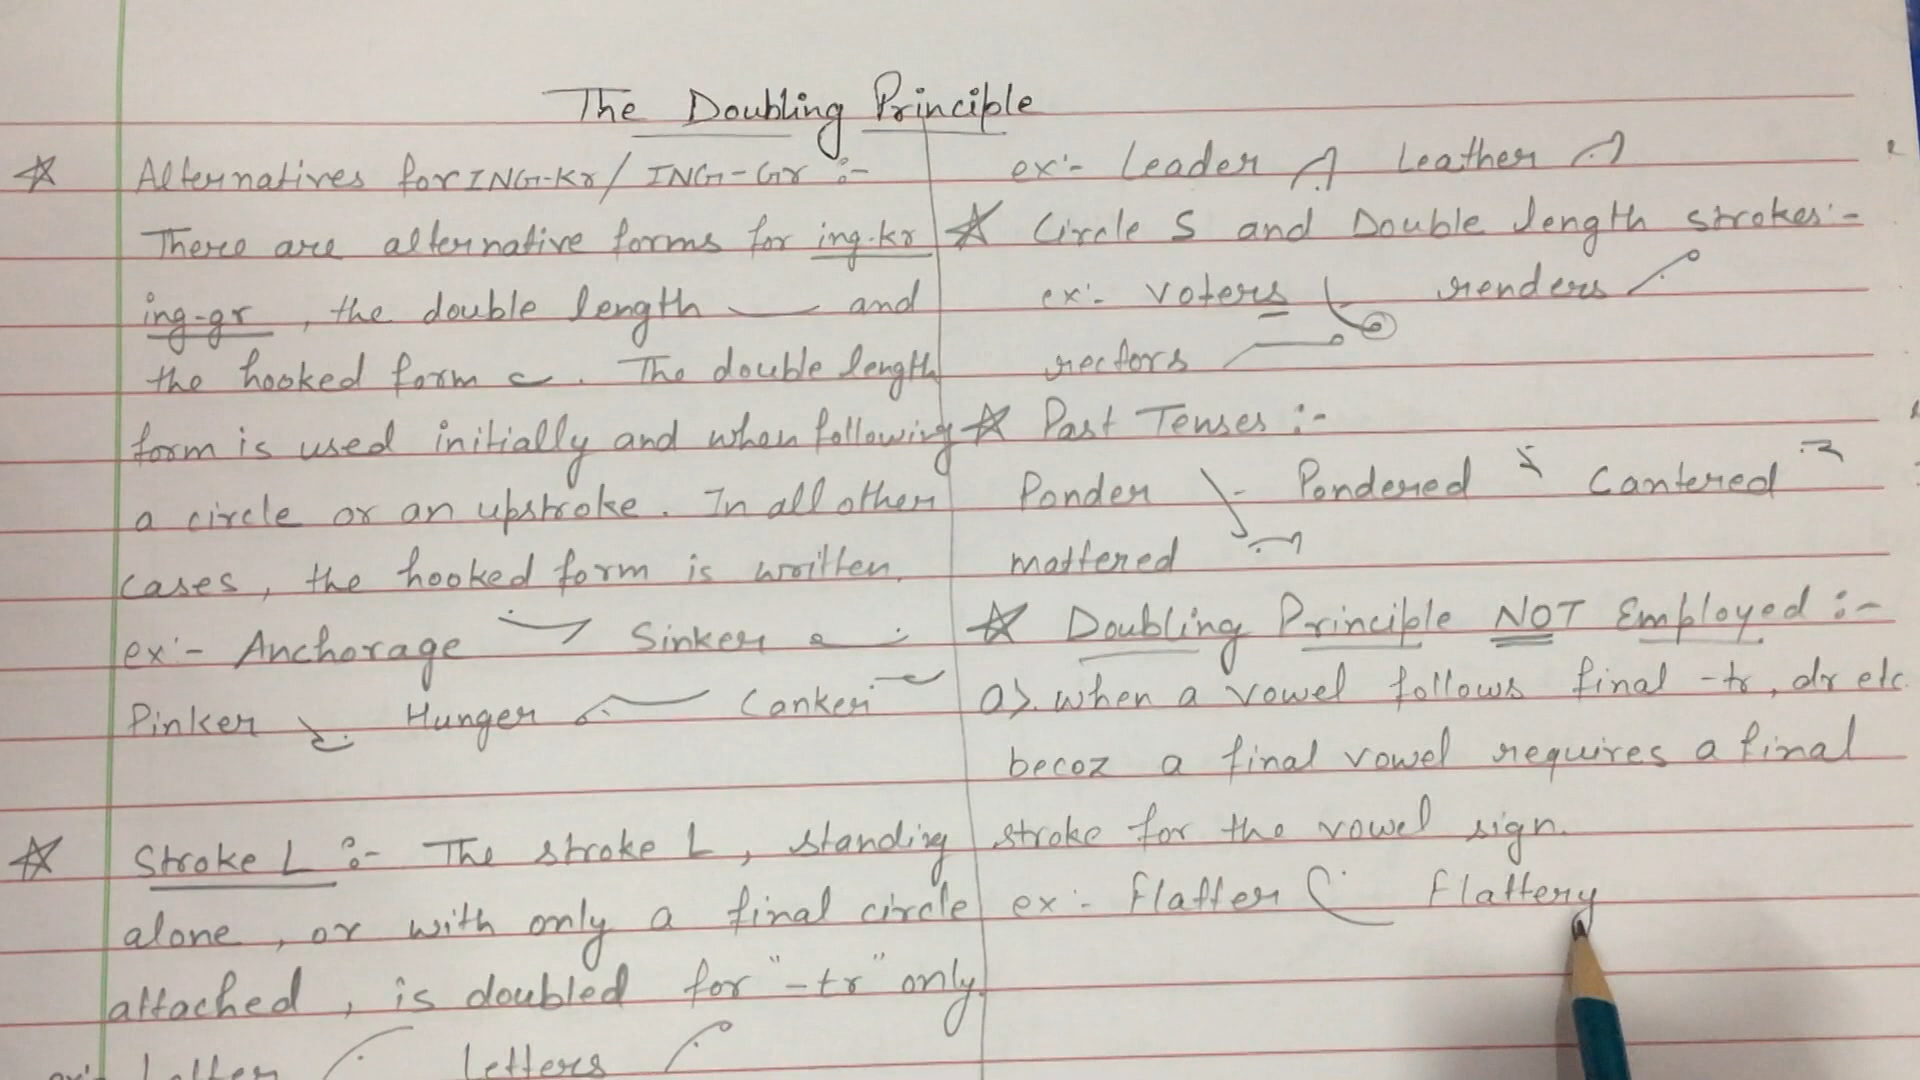 The Doubling Principle
☆ Alternatives for ING-Kr/ ING-Gr :-
There are alternative forms for ing-kr
ing-gr, the double length and
the hooked form. The double length
form is used initially and when following
a circle or an upstroke. In all other
cases, the hooked form is written.
ex:- Anchorage Sinker
Pinker Hunger Canker
☆ Stroke L :- The stroke L, standing
alone, or with only a final circle
attached, is doubled for "-tr" only.
ex:- Letter Letters
ex:- Leader Leather
☆ Circle S and Double length strokes:-
ex:- voters renders
rectors
☆ Past Tenses :-
Ponder Pondered Cantered
mattered
☆ Doubling Principle NOT Employed :-
a). when a vowel follows final -tr, dr etc.
becoz a final vowel requires a final
stroke for the vowel sign.
ex:- Flatter Flattery